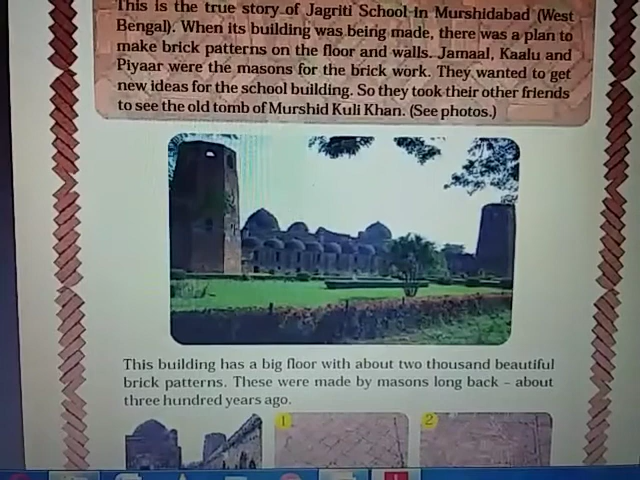 This is the true story of Jagriti School in Murshidabad (West
Bengal). When its building was being made, there was a plan to
make brick patterns on the floor and walls. Jamaal, Kaalu and
Piyaar were the masons for the brick work. They wanted to get
new ideas for the school building. So they took their other friends
to see the old tomb of Murshid Kuli Khan. (See photos.)
This building has a big floor with about two thousand beautiful
brick patterns. These were made by masons long back – about
three hundred years ago.
1
2